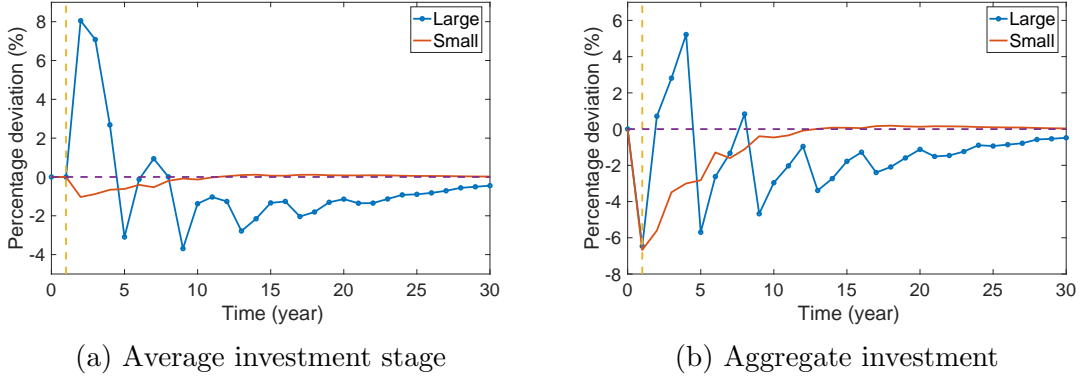 Large
Small
Percentage deviation (%)
8
6
4
2
0
-2
-4
0
5
10
15
20
25
30
Time (year)
(a) Average investment stage
Large
Small
Percentage deviation (%)
6
4
2
0
-2
-4
-6
-8
0
5
10
15
20
25
30
Time (year)
(b) Aggregate investment